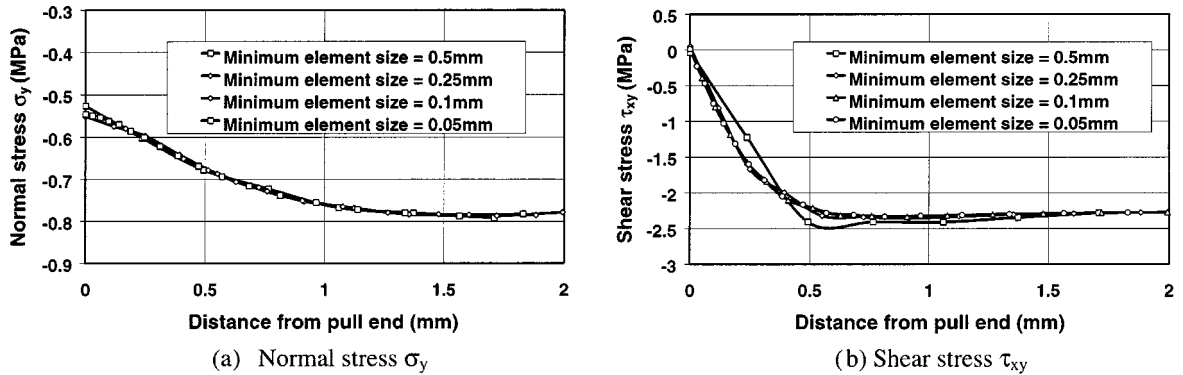 -0.3
-0.4
-0.5
-0.6
-0.7
-0.8
-0.9
Normal stress σy (MPa)
Minimum element size = 0.5mm
Minimum element size = 0.25mm
Minimum element size = 0.1mm
Minimum element size = 0.05mm
0 0.5 1 1.5 2
Distance from pull end (mm)
(a) Normal stress σy
0.5
0
-0.5
-1
-1.5
-2
-2.5
-3
Shear stress τxy (MPa)
Minimum element size = 0.5mm
Minimum element size = 0.25mm
Minimum element size = 0.1mm
Minimum element size = 0.05mm
0 0.5 1 1.5 2
Distance from pull end (mm)
(b) Shear stress τxy